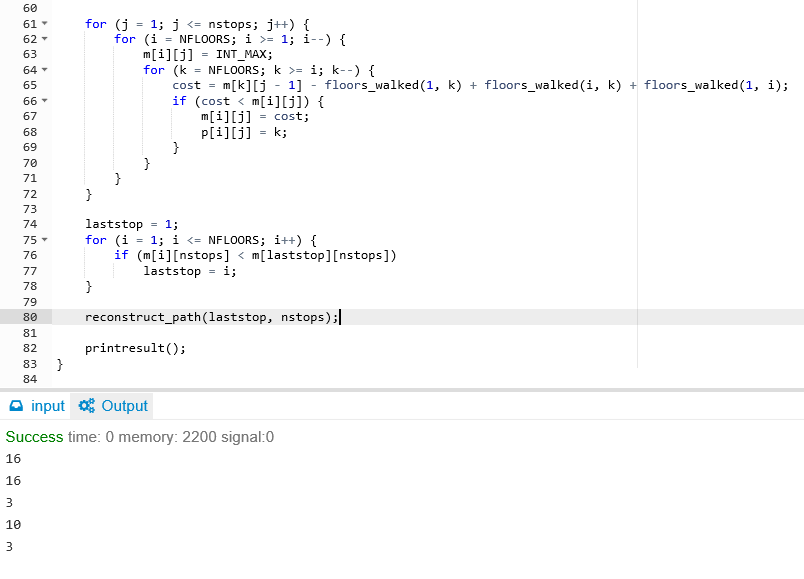 60
61 for (j = 1; j <= nstops; j++) {
62 for (i = NFLOORS; i >= 1; i--) {
63 m[i][j] = INT_MAX;
64 for (k = NFLOORS; k >= i; k--) {
65 cost = m[k][j - 1] - floors_walked(1, k) + floors_walked(i, k) + floors_walked(1, i);
66 if (cost < m[i][j]) {
67 m[i][j] = cost;
68 p[i][j] = k;
69 }
70 }
71 }
72 }
73
74 laststop = 1;
75 for (i = 1; i <= NFLOORS; i++) {
76 if (m[i][nstops] < m[laststop][nstops])
77 laststop = i;
78 }
79
80 reconstruct_path(laststop, nstops);
81
82 printresult();
83 }
84
input Output
Success time: 0 memory: 2200 signal:0
16
16
3
10
3